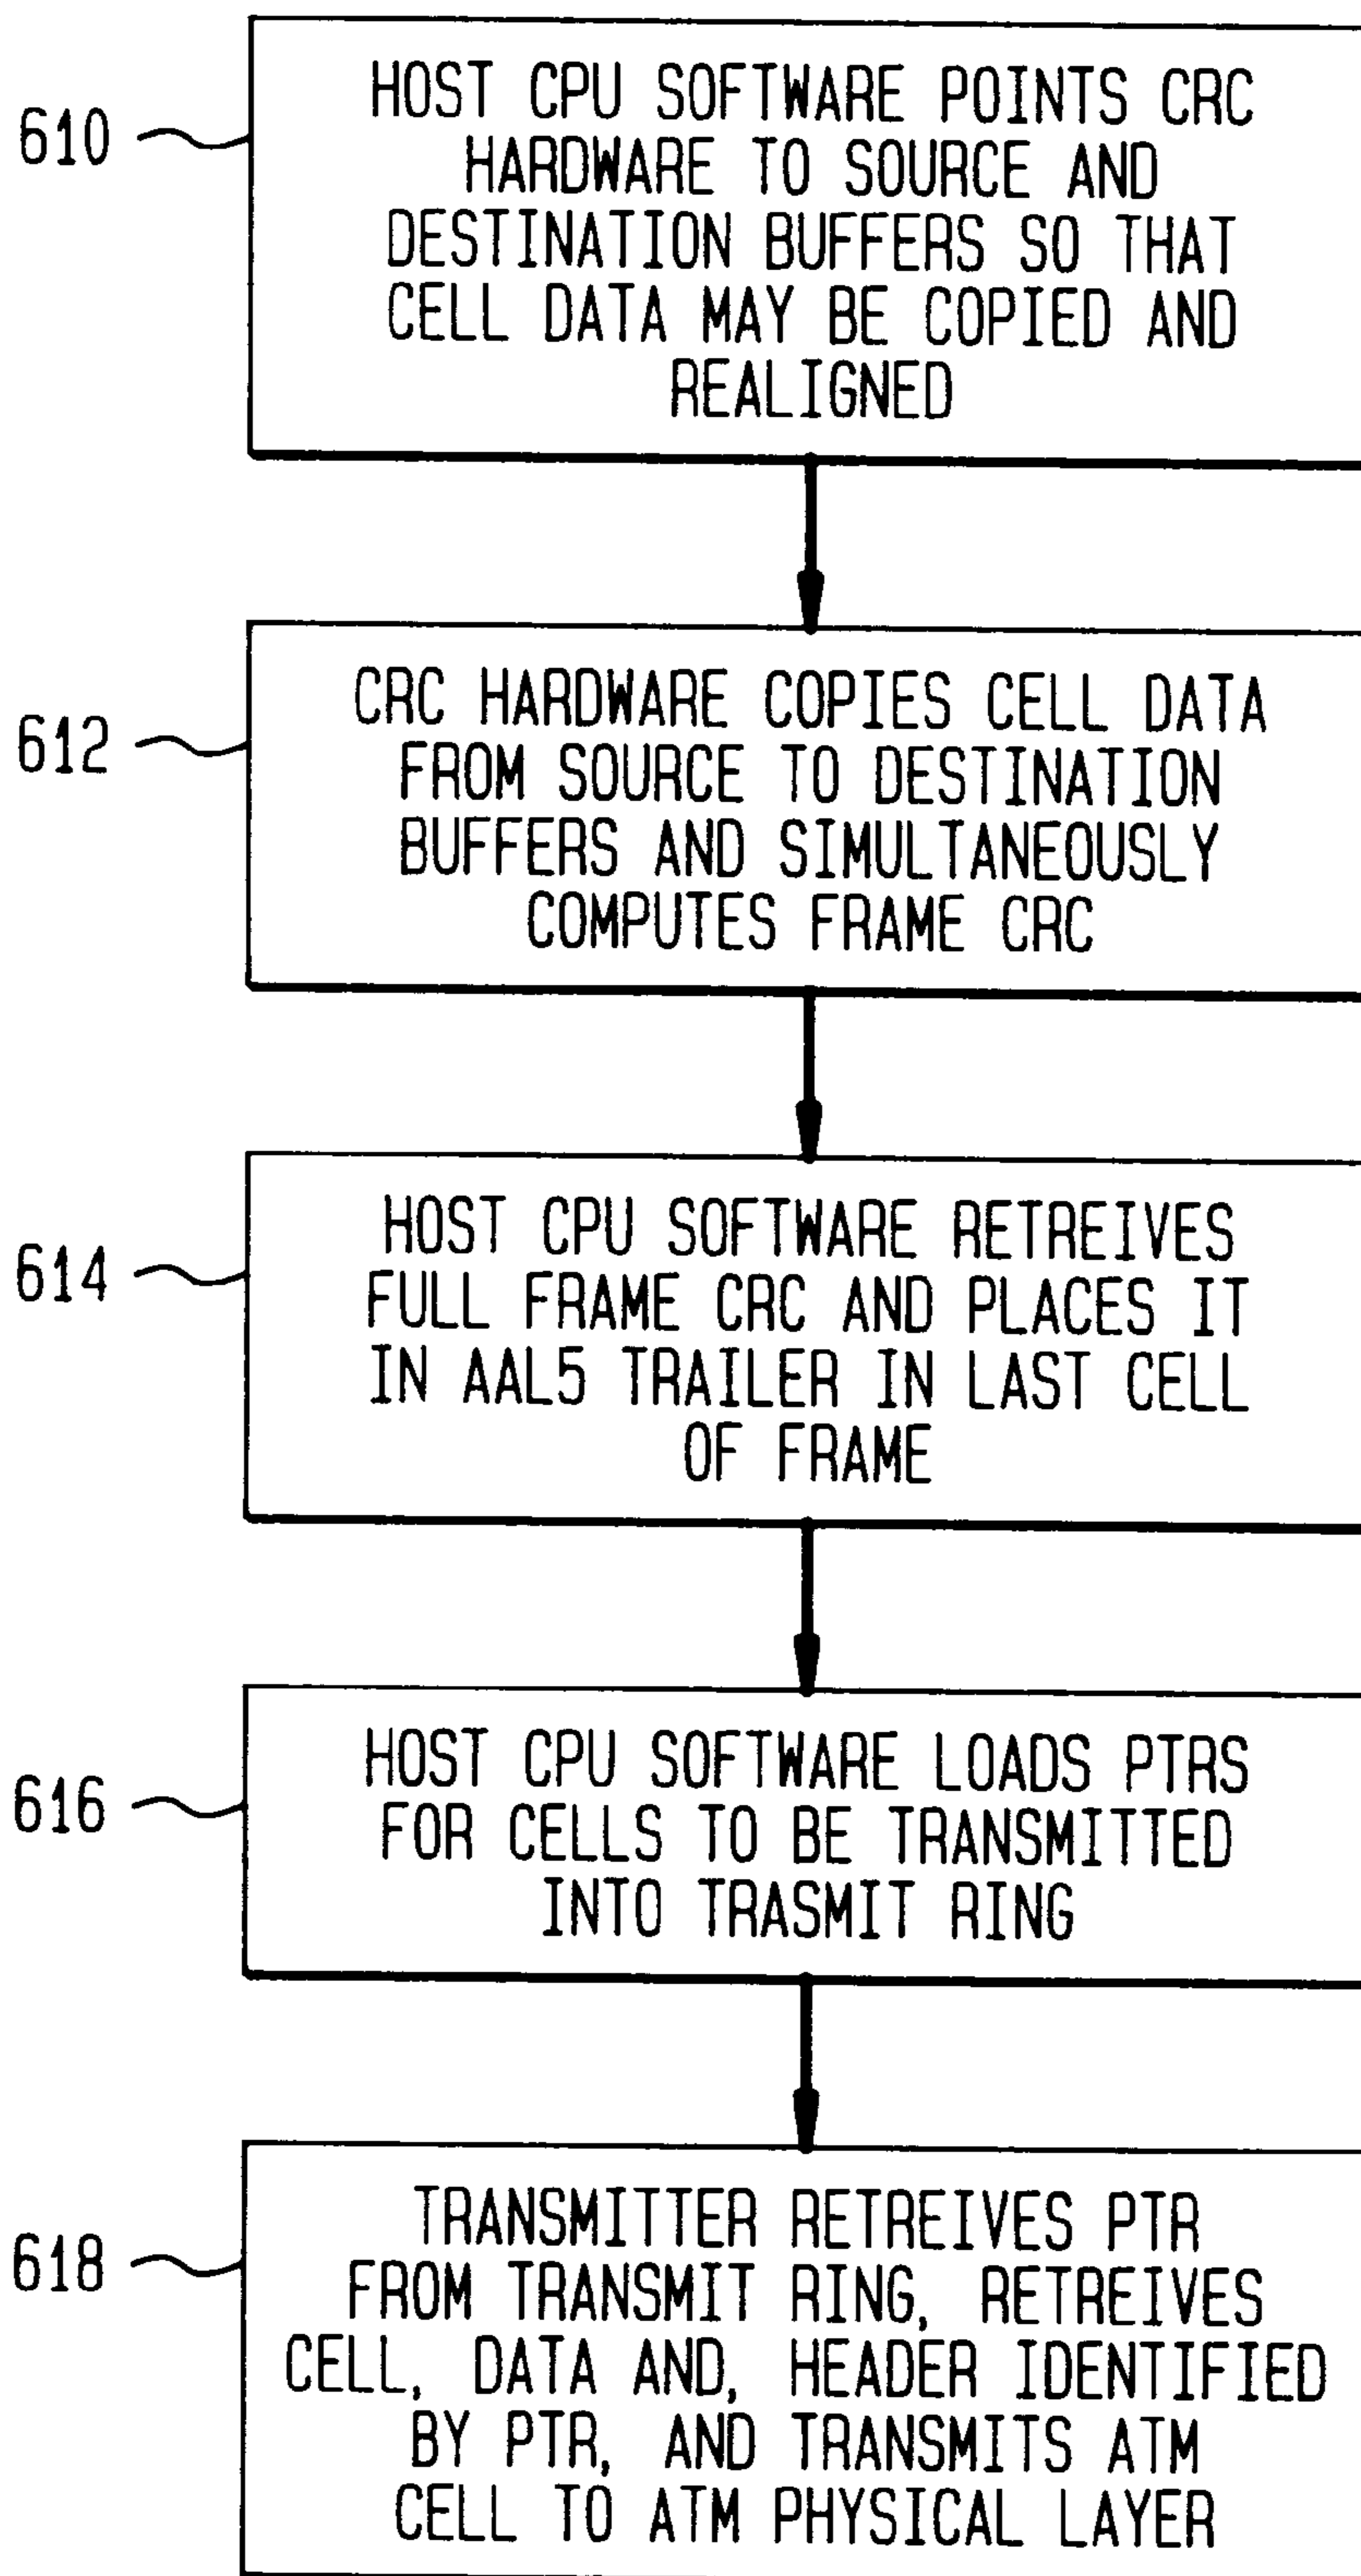 610
HOST CPU SOFTWARE POINTS CRC
HARDWARE TO SOURCE AND
DESTINATION BUFFERS SO THAT
CELL DATA MAY BE COPIED AND
REALIGNED
612
CRC HARDWARE COPIES CELL DATA
FROM SOURCE TO DESTINATION
BUFFERS AND SIMULTANEOUSLY
COMPUTES FRAME CRC
614
HOST CPU SOFTWARE RETREIVES
FULL FRAME CRC AND PLACES IT
IN AAL5 TRAILER IN LAST CELL
OF FRAME
616
HOST CPU SOFTWARE LOADS PTRS
FOR CELLS TO BE TRANSMITTED
INTO TRASMIT RING
618
TRANSMITTER RETREIVES PTR
FROM TRANSMIT RING, RETREIVES
CELL, DATA AND, HEADER IDENTIFIED
BY PTR, AND TRANSMITS ATM
CELL TO ATM PHYSICAL LAYER